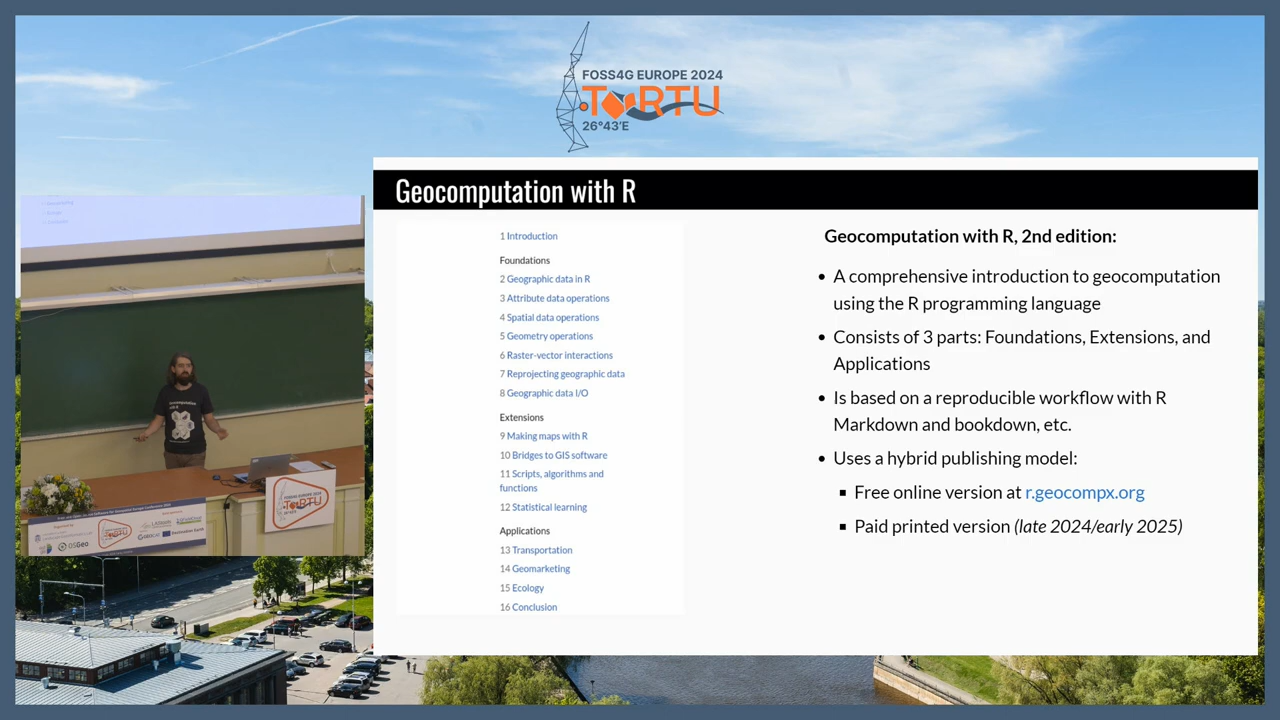 FOSS4G EUROPE 2024
TORTU
26°43'E
Geocomputation with R
1 Introduction
Foundations
2 Geographic data in R
3 Attribute data operations
4 Spatial data operations
5 Geometry operations
6 Raster-vector interactions
7 Reprojecting geographic data
8 Geographic data I/O
Extensions
9 Making maps with R
10 Bridges to GIS software
11 Scripts, algorithms and
functions
12 Statistical learning
Applications
13 Transportation
14 Geomarketing
15 Ecology
16 Conclusion
Geocomputation with R, 2nd edition:
• A comprehensive introduction to geocomputation
using the R programming language
• Consists of 3 parts: Foundations, Extensions, and
Applications
• Is based on a reproducible workflow with R
Markdown and bookdown, etc.
• Uses a hybrid publishing model:
▪ Free online version at r.geocompx.org
▪ Paid printed version (late 2024/early 2025)
Geocomputation
with R
TORTU
OSGeo